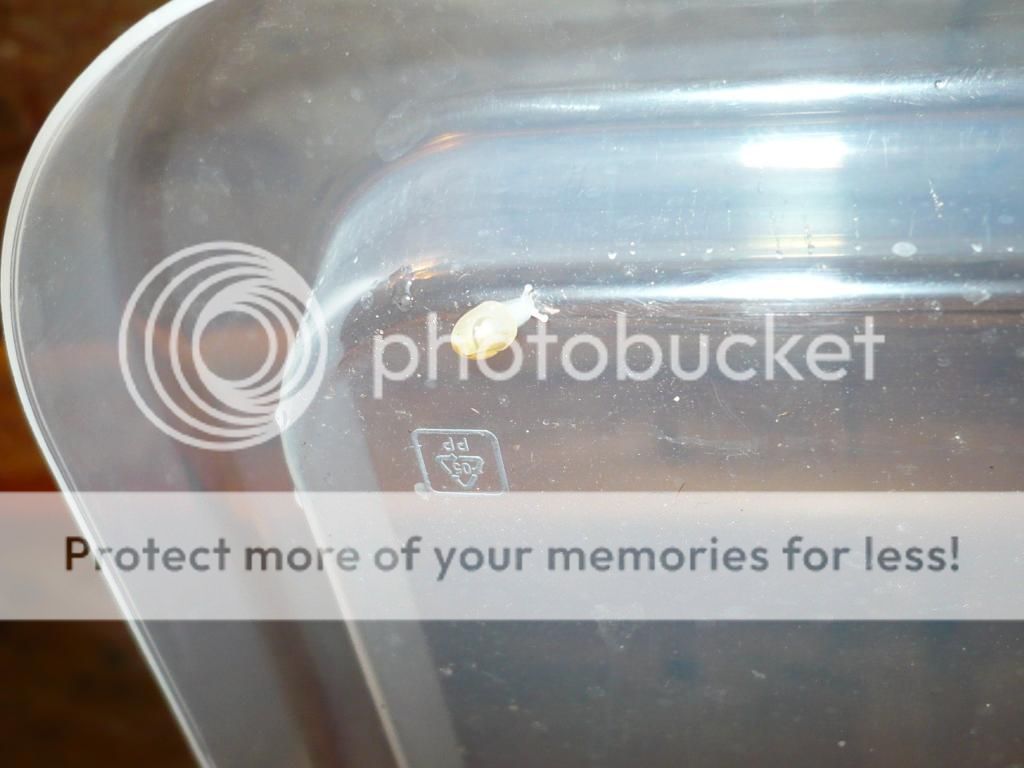 photobucket
PP
05
Protect more of your memories for less!